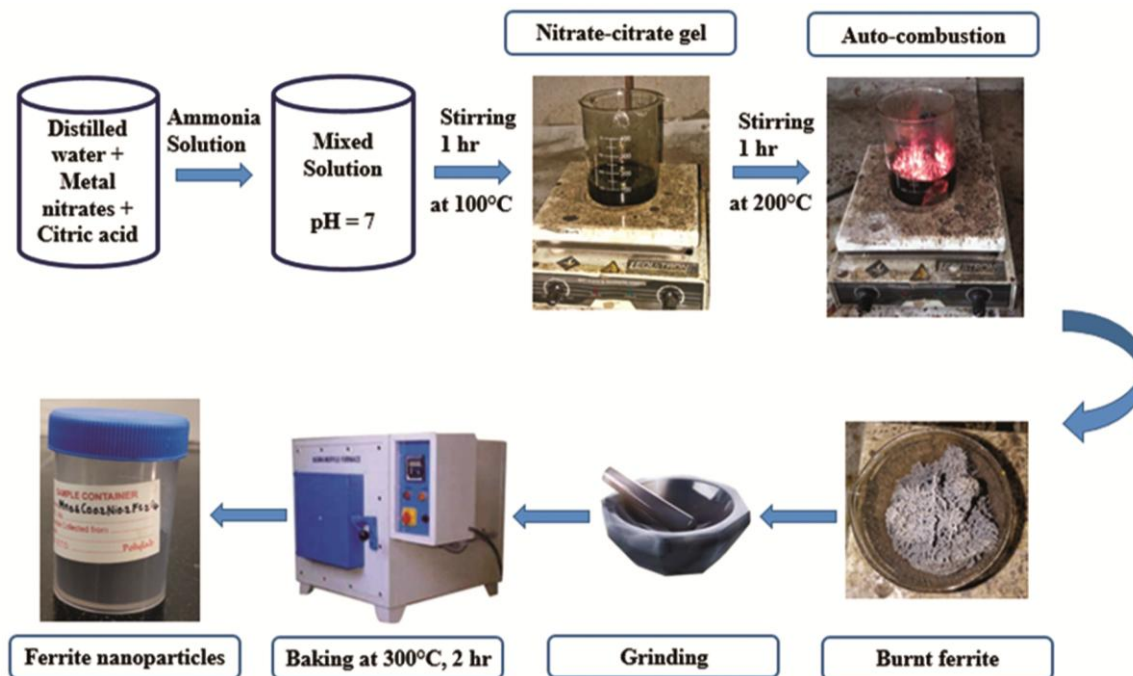 Nitrate-citrate gel
Auto-combustion
Distilled
water +
Metal
nitrates +
Citric acid
Ammonia
Solution
Mixed
Solution
pH = 7
Stirring
1 hr
at 100°C
Stirring
1 hr
at 200°C
SAMPLE CONTAINER
Collected from
Ferrite nanoparticles
Baking at 300°C, 2 hr
Grinding
Burnt ferrite